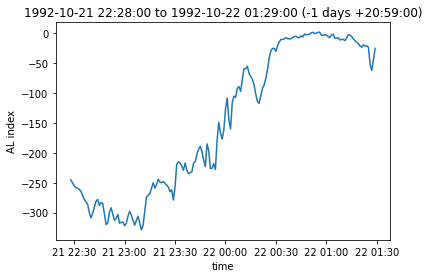 1992-10-21 22:28:00 to 1992-10-22 01:29:00 (-1 days +20:59:00)
0
−50
−100
−150
−200
−250
−300
AL index
21 22:30 21 23:00 21 23:30 22 00:00 22 00:30 22 01:00 22 01:30
time